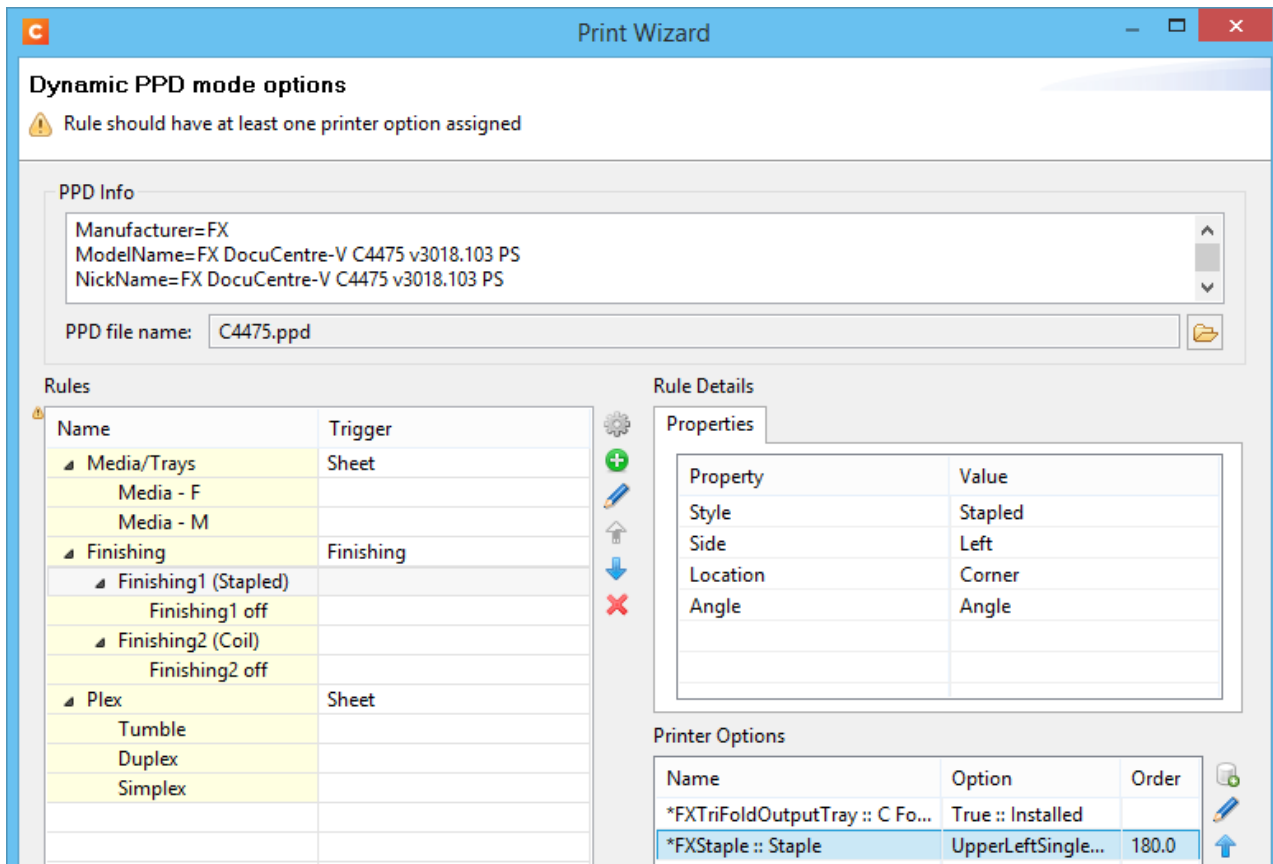 C
Print Wizard
Dynamic PPD mode options
Rule should have at least one printer option assigned
PPD Info
Manufacturer=FX
ModelName=FX DocuCentre-V C4475 v3018.103 PS
NickName=FX DocuCentre-V C4475 v3018.103 PS
PPD file name: C4475.ppd
Rules
Name Trigger
Media/Trays Sheet
Media - F
Media - M
Finishing Finishing
Finishing1 (Stapled)
Finishing1 off
Finishing2 (Coil)
Finishing2 off
Plex Sheet
Tumble
Duplex
Simplex
Rule Details
Properties
Property Value
Style Stapled
Side Left
Location Corner
Angle Angle
Printer Options
Name Option Order
*FXTriFoldOutputTray :: C Fo... True :: Installed
*FXStaple :: Staple UpperLeftSingle... 180.0